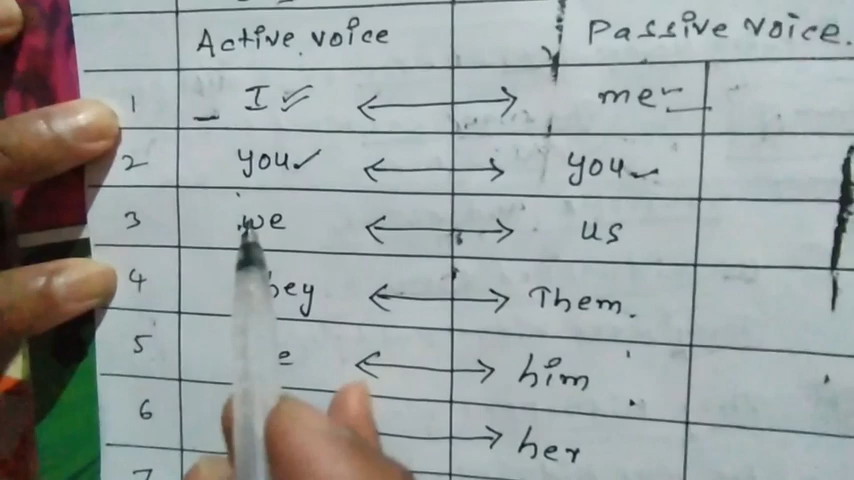 Active voice Passive voice.
1 I me
2 you you
3 we us
4 Them.
5 him
6 her
7